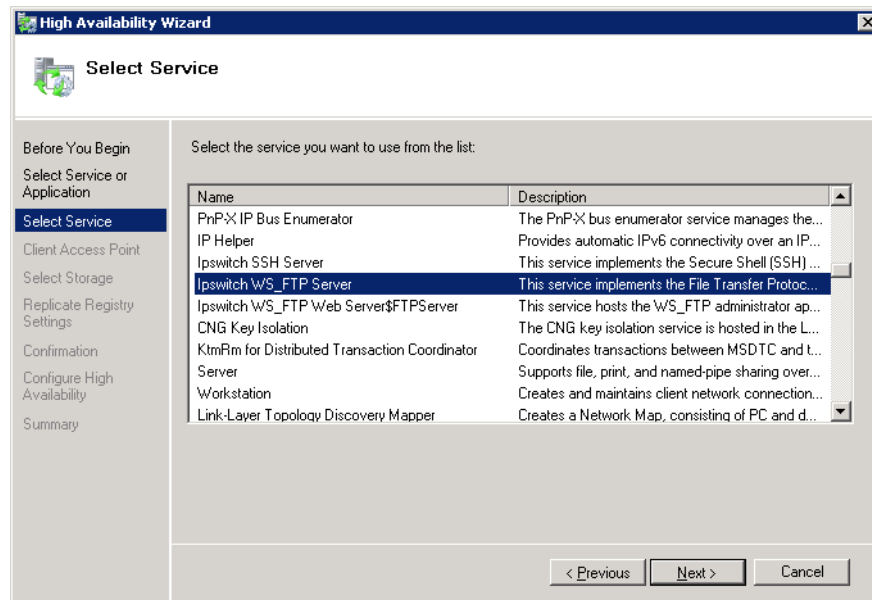 High Availability Wizard
Select Service
Before You Begin
Select Service or
Application
Select Service
Client Access Point
Select Storage
Replicate Registry
Settings
Confirmation
Configure High
Availability
Summary
Select the service you want to use from the list:
Name Description
PnP-X IP Bus Enumerator The PnP-X bus enumerator service manages the...
IP Helper Provides automatic IPv6 connectivity over an IP...
Ipswitch SSH Server This service implements the Secure Shell (SSH) ...
Ipswitch WS_FTP Server This service implements the File Transfer Protoc...
Ipswitch WS_FTP Web Server$FTPServer This service hosts the WS_FTP administrator ap...
CNG Key Isolation The CNG key isolation service is hosted in the L...
KtmRm for Distributed Transaction Coordinator Coordinates transactions between MSDTC and t...
Server Supports file, print, and named-pipe sharing over...
Workstation Creates and maintains client network connection...
Link-Layer Topology Discovery Mapper Creates a Network Map, consisting of PC and d...
< Previous Next > Cancel